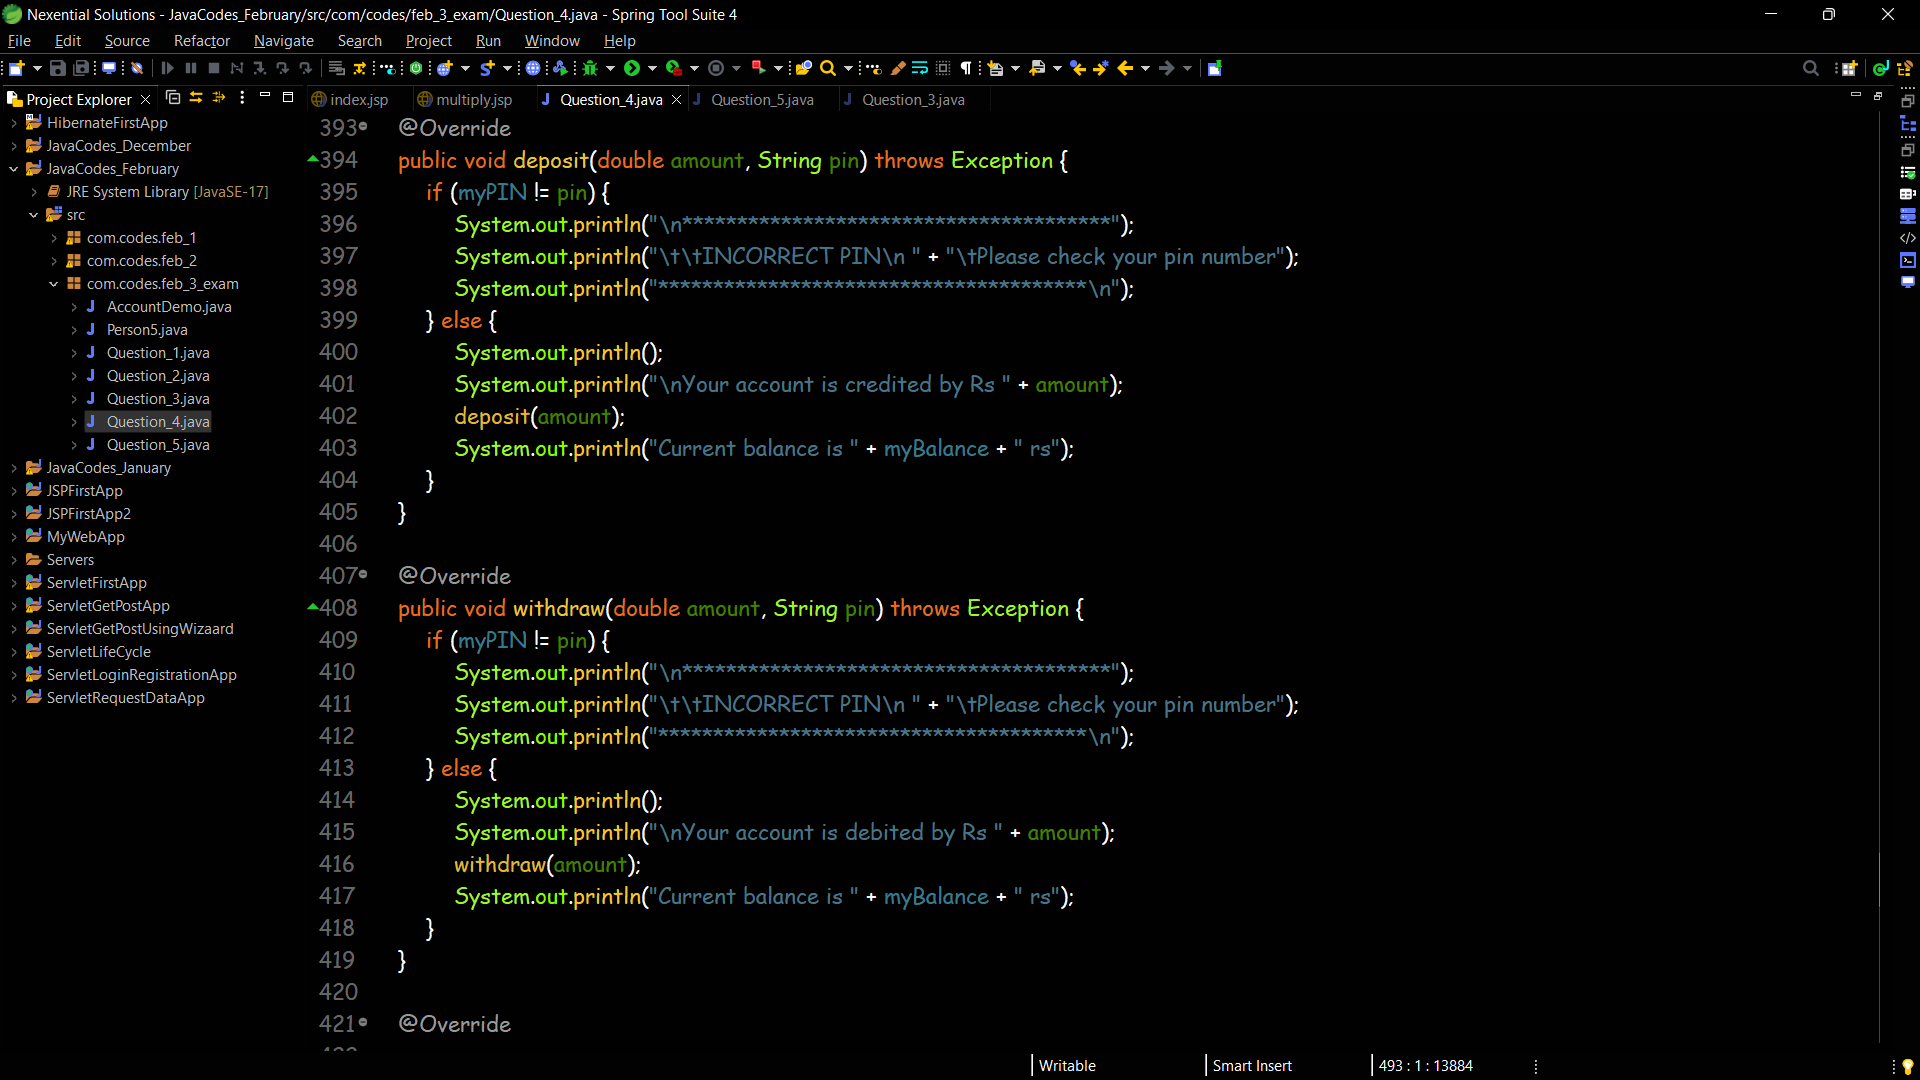 Nexential Solutions - JavaCodes_February/src/com/codes/feb_3_exam/Question_4.java - Spring Tool Suite 4
File Edit Source Refactor Navigate Search Project Run Window Help
Project Explorer
HibernateFirstApp
JavaCodes_December
JavaCodes_February
JRE System Library [JavaSE-17]
src
com.codes.feb_1
com.codes.feb_2
com.codes.feb_3_exam
AccountDemo.java
Person5.java
Question_1.java
Question_2.java
Question_3.java
Question_4.java
Question_5.java
JavaCodes_January
JSPFirstApp
JSPFirstApp2
MyWebApp
Servers
ServletFirstApp
ServletGetPostApp
ServletGetPostUsingWizaard
ServletLifeCycle
ServletLoginRegistrationApp
ServletRequestDataApp
index.jsp multiply.jsp Question_4.java Question_5.java Question_3.java
393 @Override
394 public void deposit(double amount, String pin) throws Exception {
395 if (myPIN != pin) {
396 System.out.println("\n***************************************");
397 System.out.println("\t\tINCORRECT PIN\n " + "\tPlease check your pin number");
398 System.out.println("***************************************\n");
399 } else {
400 System.out.println();
401 System.out.println("\nYour account is credited by Rs " + amount);
402 deposit(amount);
403 System.out.println("Current balance is " + myBalance + " rs");
404 }
405 }
406
407 @Override
408 public void withdraw(double amount, String pin) throws Exception {
409 if (myPIN != pin) {
410 System.out.println("\n***************************************");
411 System.out.println("\t\tINCORRECT PIN\n " + "\tPlease check your pin number");
412 System.out.println("***************************************\n");
413 } else {
414 System.out.println();
415 System.out.println("\nYour account is debited by Rs " + amount);
416 withdraw(amount);
417 System.out.println("Current balance is " + myBalance + " rs");
418 }
419 }
420
421 @Override
Writable Smart Insert 493 : 1 : 13884